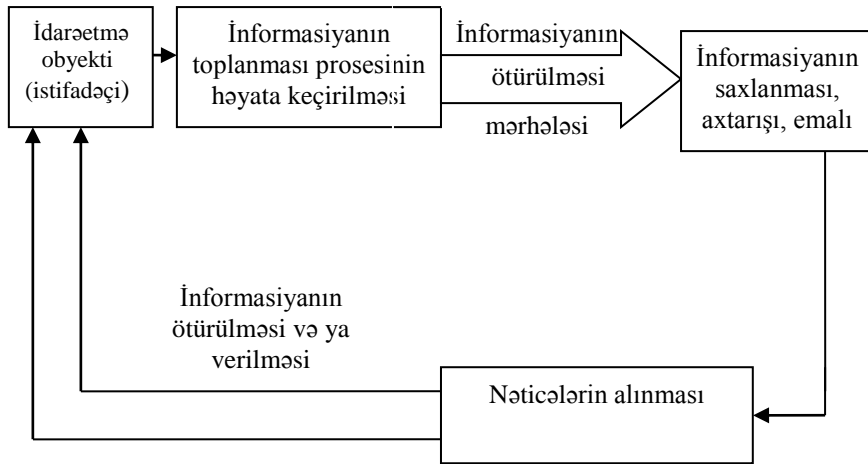 İdarəetmə
obyekti
(istifadəçi)
İnformasiyanın
toplanması prosesinin
həyata keçirilməsi
İnformasiyanın
ötürülməsi
mərhələsi
İnformasiyanın
saxlanması,
axtarışı, emalı
İnformasiyanın
ötürülməsi və ya
verilməsi
Nəticələrin alınması